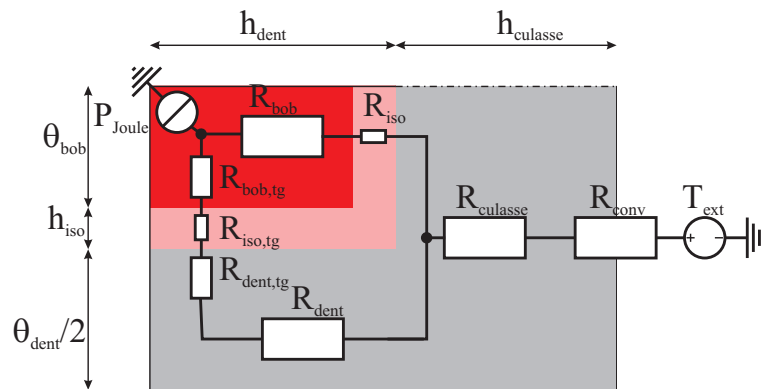 h_dent
h_culasse
P_Joule
R_bob
R_iso
θ_bob
R_bob,tg
R_culasse
R_conv
T_ext
h_iso
R_iso,tg
+
−
R_dent,tg
R_dent
θ_dent/2